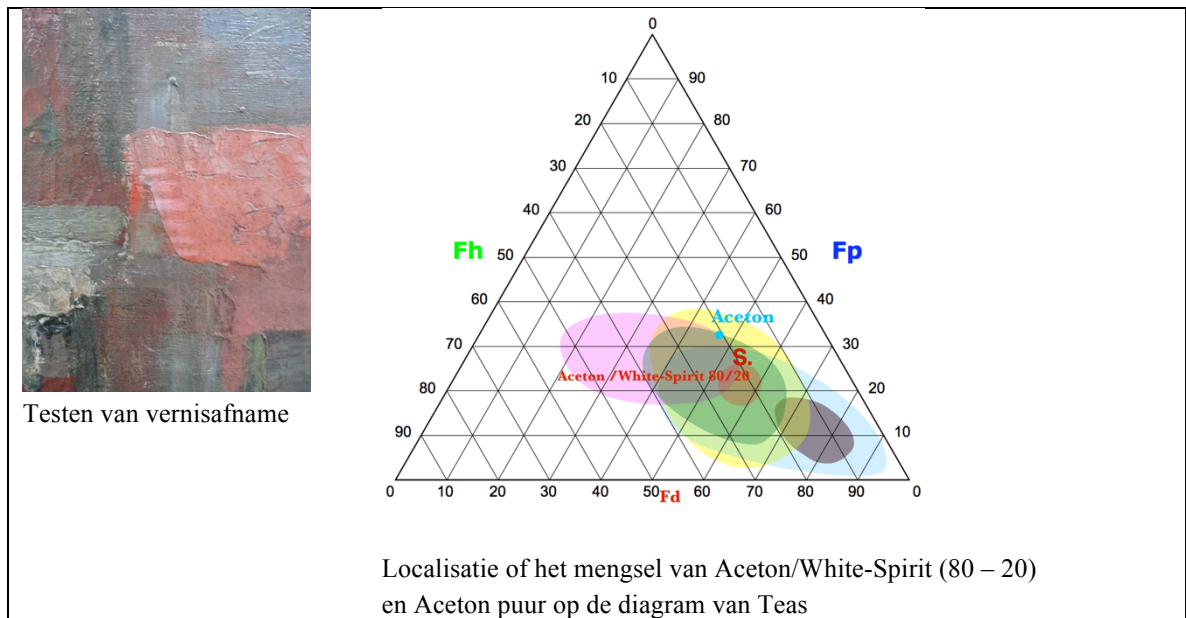 0
10 90
20 80
30 70
40 60
Fh 50 50 Fp
60 40
Aceton
70 30
S.
Aceton /White-Spirit 80/20
80 20
90 10
0 10 20 30 40 50 60 70 80 90 0
Fd
Testen van vernisafname
Localisatie of het mengsel van Aceton/White-Spirit (80 – 20)
en Aceton puur op de diagram van Teas